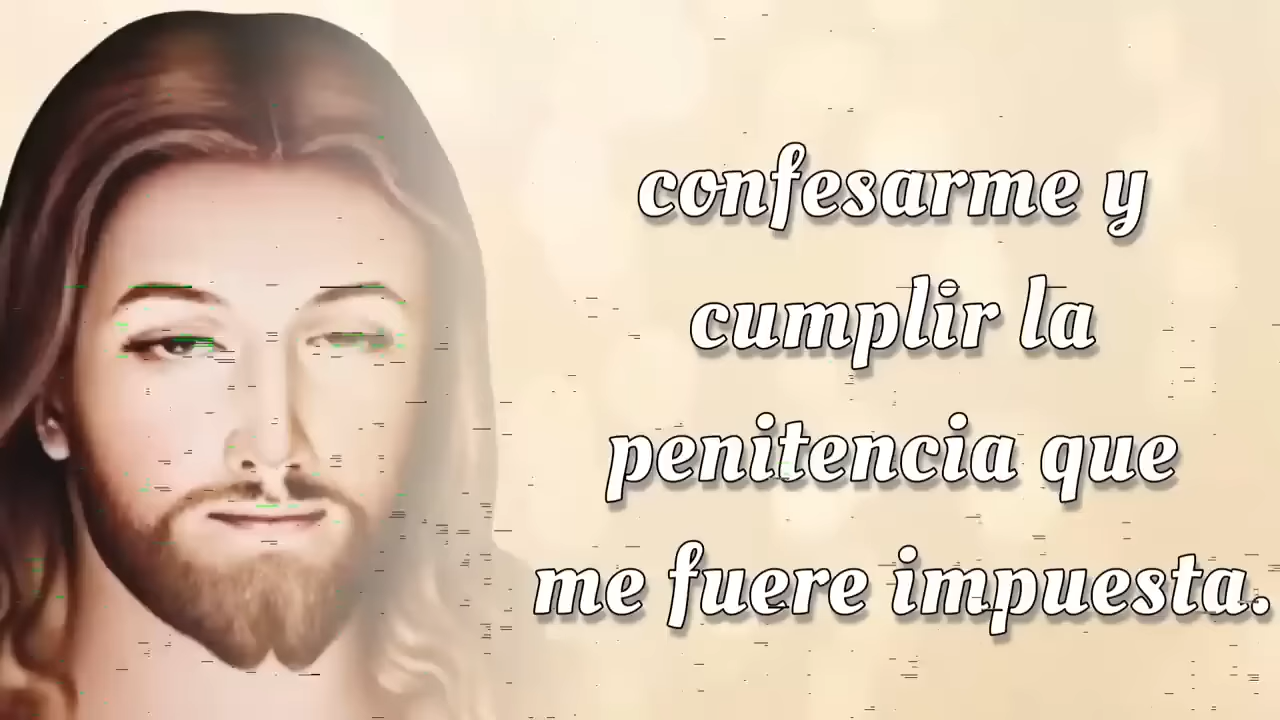 confesarme y
cumplir la
penitencia que
me fuere impuesta.